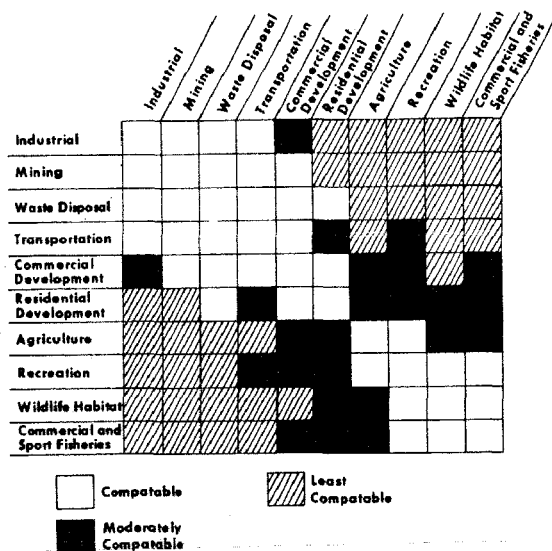 Industrial
Mining
Waste Disposal
Transportation
Commercial
Development
Residential
Development
Agriculture
Recreation
Wildlife Habitat
Commercial and
Sport Fisheries
Industrial
Mining
Waste Disposal
Transportation
Commercial
Development
Residential
Development
Agriculture
Recreation
Wildlife Habitat
Commercial and
Sport Fisheries
Compatable
Least
Compatable
Moderately
Compatable